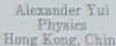 Alexander Yui
Physics
Hong Kong, Chin